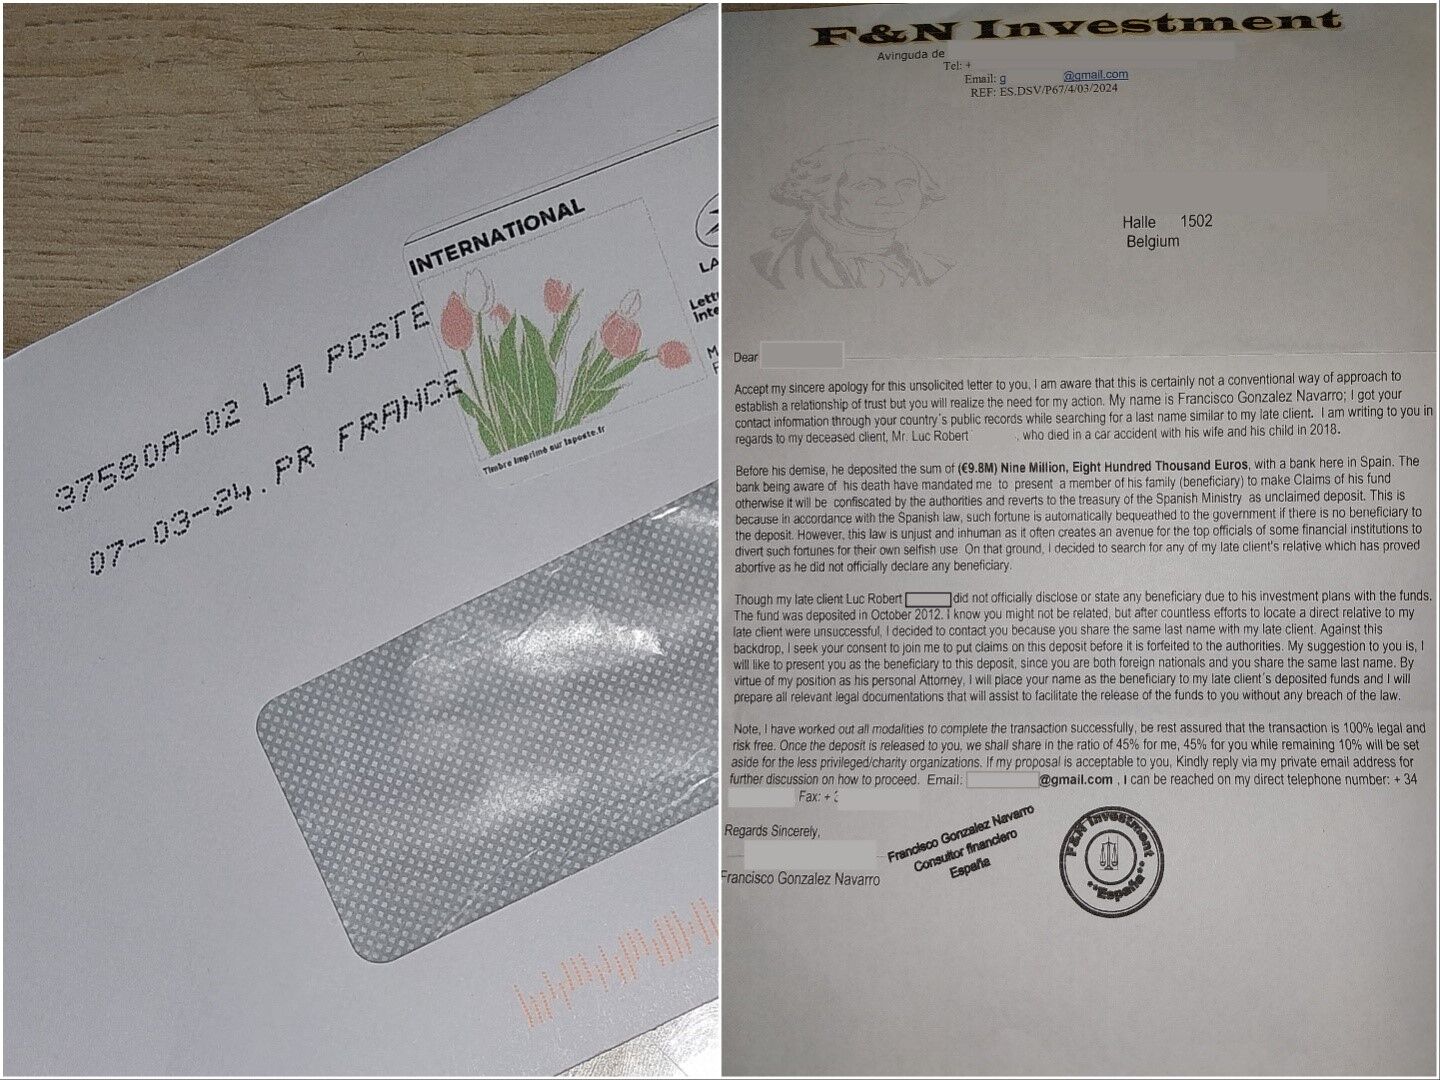 INTERNATIONAL
37580A-02 LA POSTE
07-03-24. PR FRANCE
Timbre imprimé sur laposte.fr
F&N Investment
Avinguda de
Tel: +
Email: g @gmail.com
REF: ES.DSV/P67/4/03/2024
Halle 1502
Belgium
Dear
Accept my sincere apology for this unsolicited letter to you, I am aware that this is certainly not a conventional way of approach to
establish a relationship of trust but you will realize the need for my action. My name is Francisco Gonzalez Navarro; I got your
contact information through your country's public records while searching for a last name similar to my late client. I am writing to you in
regards to my deceased client, Mr. Luc Robert , who died in a car accident with his wife and his child in 2018.
Before his demise, he deposited the sum of (€9.8M) Nine Million, Eight Hundred Thousand Euros, with a bank here in Spain. The
bank being aware of his death have mandated me to present a member of his family (beneficiary) to make Claims of his fund
otherwise it will be confiscated by the authorities and reverts to the treasury of the Spanish Ministry as unclaimed deposit. This is
because in accordance with the Spanish law, such fortune is automatically bequeathed to the government if there is no beneficiary to
the deposit. However, this law is unjust and inhuman as it often creates an avenue for the top officials of some financial institutions to
divert such fortunes for their own selfish use On that ground, I decided to search for any of my late client's relative which has proved
abortive as he did not officially declare any beneficiary.
Though my late client Luc Robert did not officially disclose or state any beneficiary due to his investment plans with the funds.
The fund was deposited in October 2012. I know you might not be related, but after countless efforts to locate a direct relative to my
late client were unsuccessful, I decided to contact you because you share the same last name with my late client. Against this
backdrop, I seek your consent to join me to put claims on this deposit before it is forfeited to the authorities. My suggestion to you is, I
will like to present you as the beneficiary to this deposit, since you are both foreign nationals and you share the same last name. By
virtue of my position as his personal Attorney, I will place your name as the beneficiary to my late client's deposited funds and I will
prepare all relevant legal documentations that will assist to facilitate the release of the funds to you without any breach of the law.
Note, I have worked out all modalities to complete the transaction successfully, be rest assured that the transaction is 100% legal and
risk free. Once the deposit is released to you, we shall share in the ratio of 45% for me, 45% for you while remaining 10% will be set
aside for the less privileged/charity organizations. If my proposal is acceptable to you, Kindly reply via my private email address for
further discussion on how to proceed. Email: @gmail.com , I can be reached on my direct telephone number: + 34
Fax: +
Regards Sincerely,
Francisco Gonzalez Navarro
Francisco Gonzalez Navarro
Consultor financiero
España
F&N Investment
**España**